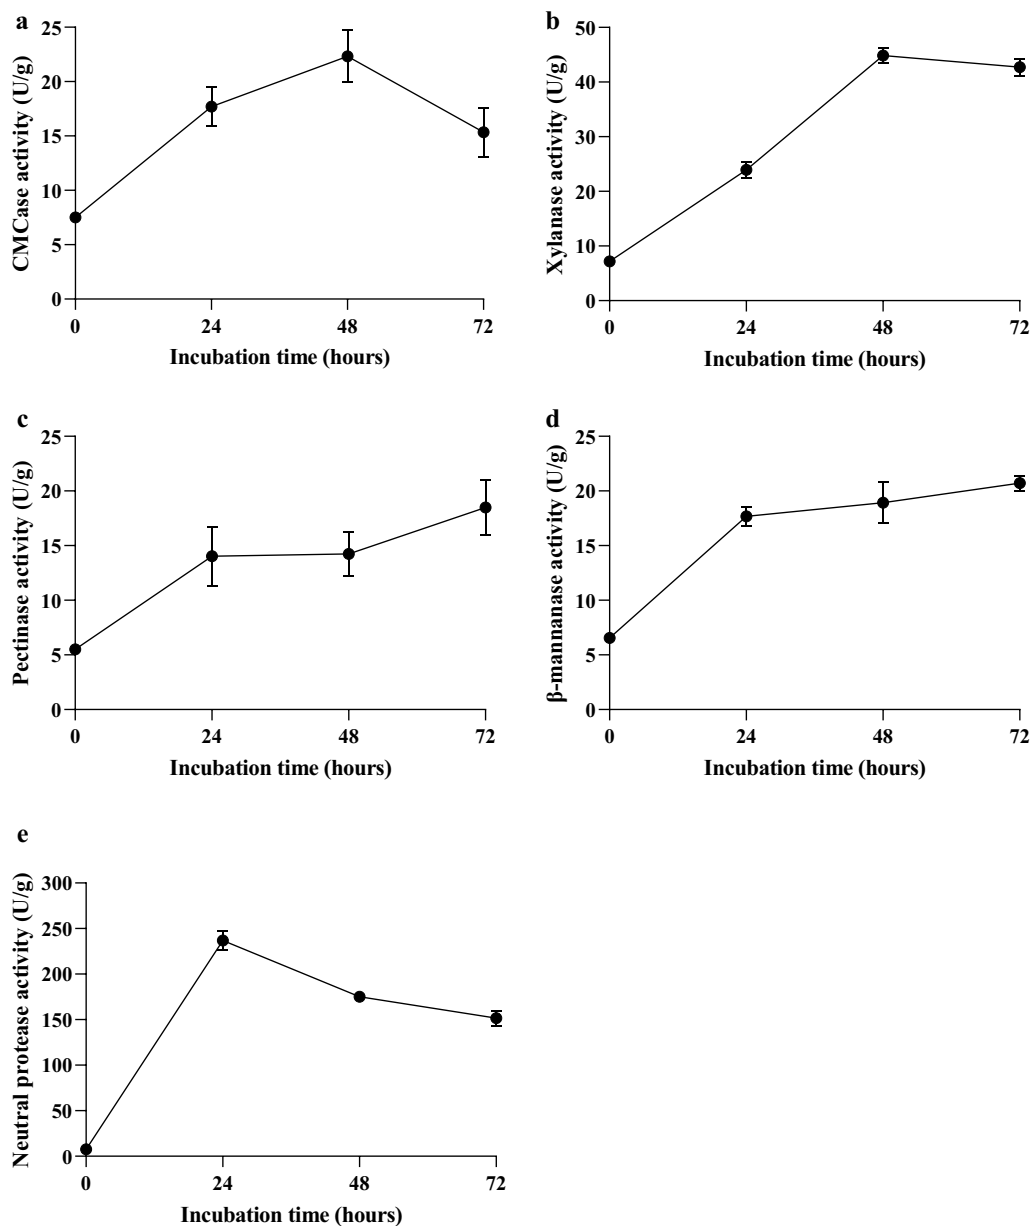 a
CMCase activity (U/g)
25
20
15
10
5
0
0 24 48 72
Incubation time (hours)
b
Xylanase activity (U/g)
50
40
30
20
10
0
0 24 48 72
Incubation time (hours)
c
Pectinase activity (U/g)
25
20
15
10
5
0
0 24 48 72
Incubation time (hours)
d
β-mannanase activity (U/g)
25
20
15
10
5
0
0 24 48 72
Incubation time (hours)
e
Neutral protease activity (U/g)
300
250
200
150
100
50
0
0 24 48 72
Incubation time (hours)